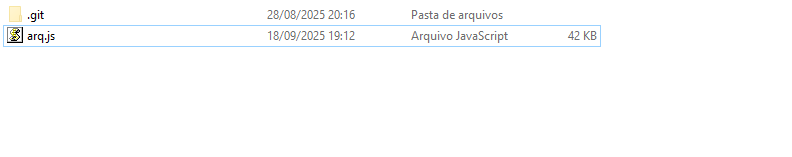 .git 28/08/2025 20:16 Pasta de arquivos
arq.js 18/09/2025 19:12 Arquivo JavaScript 42 KB